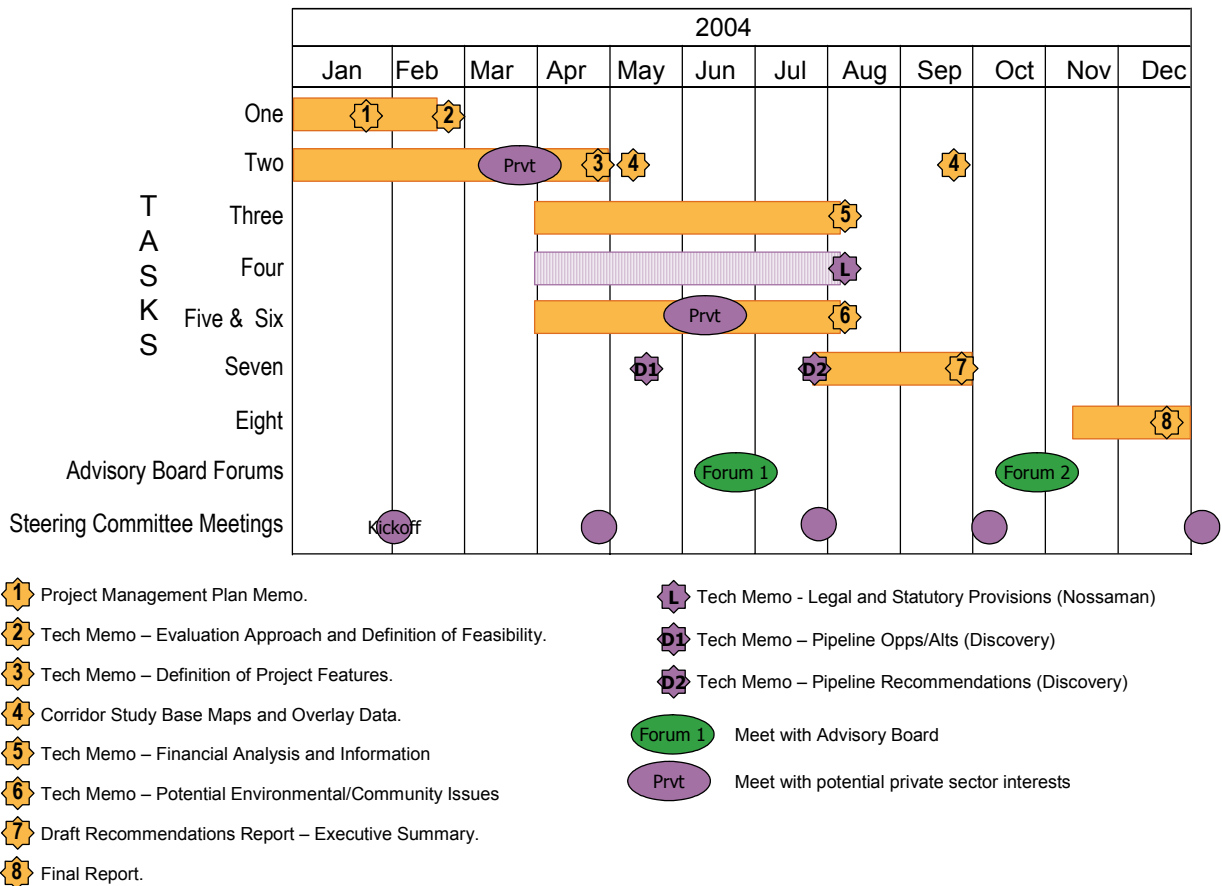 2004
Jan Feb Mar Apr May Jun Jul Aug Sep Oct Nov Dec
TASKS
One 1 2
Two Prvt 3 4 4
Three 5
Four L
Five & Six Prvt 6
Seven D1 D2 7
Eight 8
Advisory Board Forums Forum 1 Forum 2
Steering Committee Meetings Kickoff
1 Project Management Plan Memo.
2 Tech Memo – Evaluation Approach and Definition of Feasibility.
3 Tech Memo – Definition of Project Features.
4 Corridor Study Base Maps and Overlay Data.
5 Tech Memo – Financial Analysis and Information
6 Tech Memo – Potential Environmental/Community Issues
7 Draft Recommendations Report – Executive Summary.
8 Final Report.
L Tech Memo - Legal and Statutory Provisions (Nossaman)
D1 Tech Memo – Pipeline Opps/Alts (Discovery)
D2 Tech Memo – Pipeline Recommendations (Discovery)
Forum 1 Meet with Advisory Board
Prvt Meet with potential private sector interests